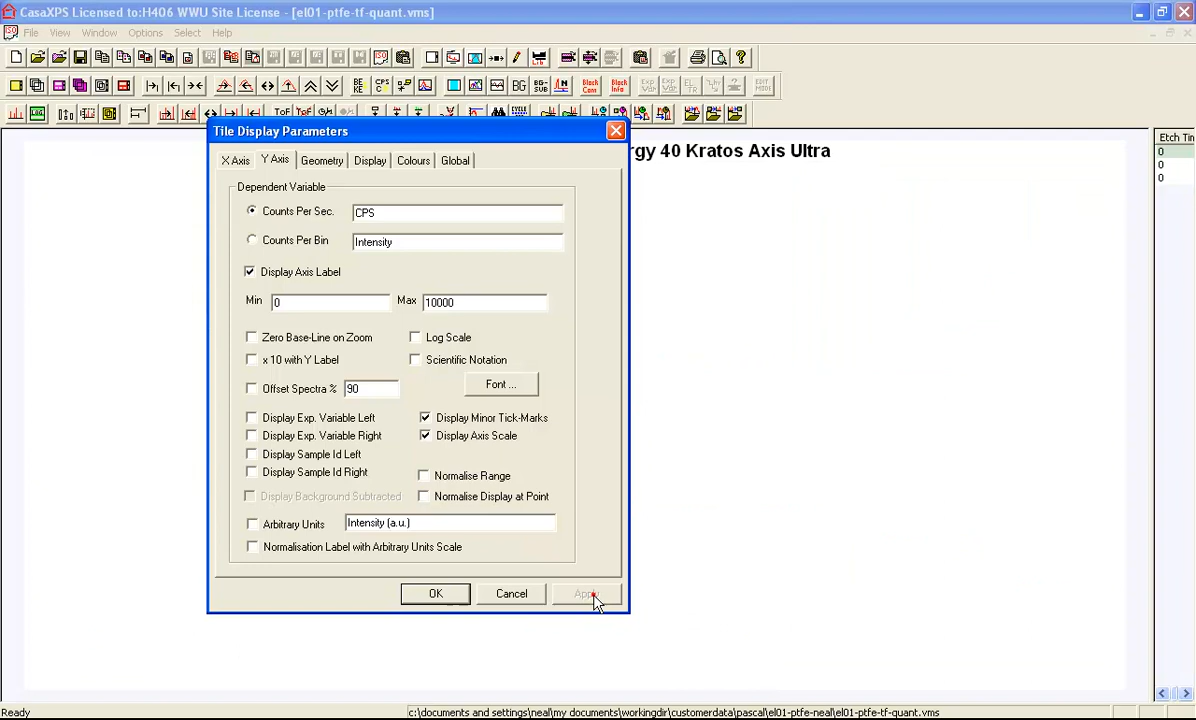 CasaXPS Licensed to:H406 WWU Site License - [el01-ptfe-tf-quant.vms]
File View Window Options Select Help
Tile Display Parameters
rgy 40 Kratos Axis Ultra
Etch Tim
0
0
0
X Axis Y Axis Geometry Display Colours Global
Dependent Variable
Counts Per Sec. CPS
Counts Per Bin Intensity
Display Axis Label
Min 0 Max 10000
Zero Base-Line on Zoom Log Scale
x 10 with Y Label Scientific Notation
Offset Spectra % 90 Font ...
Display Exp. Variable Left Display Minor Tick-Marks
Display Exp. Variable Right Display Axis Scale
Display Sample Id Left
Display Sample Id Right Normalise Range
Display Background Subtracted Normalise Display at Point
Arbitrary Units Intensity (a.u.)
Normalisation Label with Arbitrary Units Scale
OK Cancel Apply
Ready c:\documents and settings\neal\my documents\workingdir\customerdata\pascal\el01-ptfe-neal\el01-ptfe-tf-quant.vms